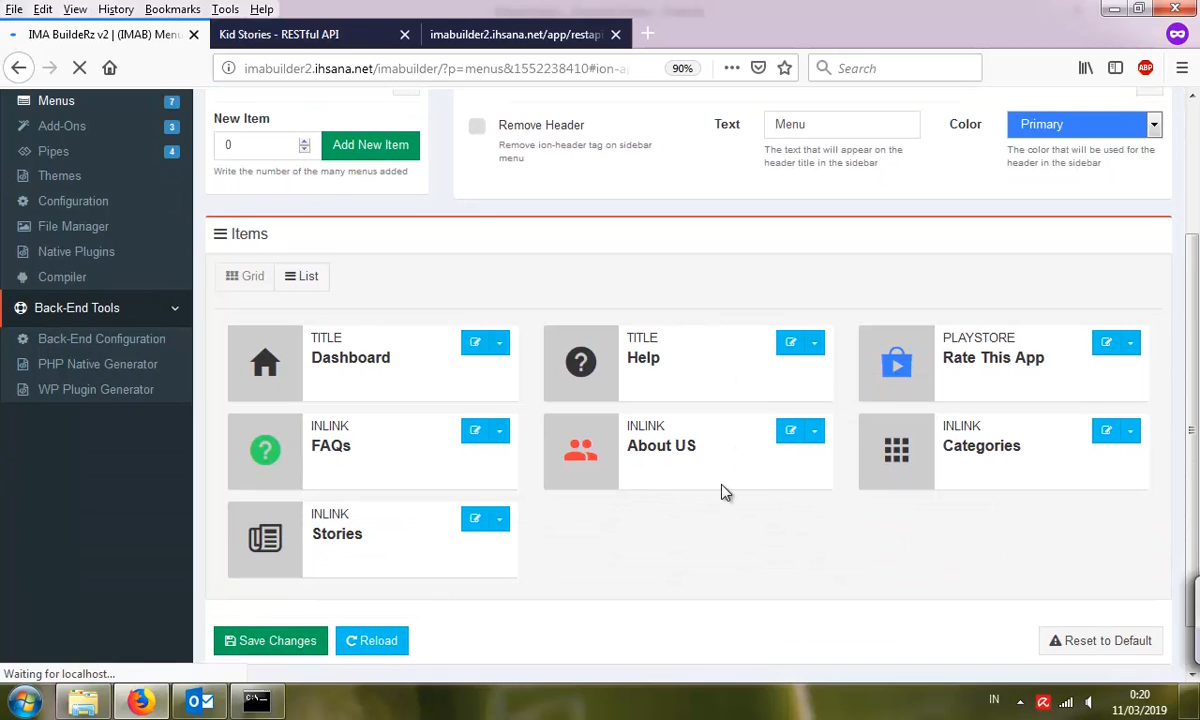 File Edit View History Bookmarks Tools Help
IMA BuildeRz v2 | (IMAB) Menu
Kid Stories - RESTful API
imabuilder2.ihsana.net/app/restapi
imabuilder2.ihsana.net/imabuilder/?p=menus&1552238410#ion-a
90%
Search
ABP
Menus 7
Add-Ons 3
Pipes 4
Themes
Configuration
File Manager
Native Plugins
Compiler
Back-End Tools
Back-End Configuration
PHP Native Generator
WP Plugin Generator
New Item
0
Add New Item
Write the number of the many menus added
Remove Header
Remove ion-header tag on sidebar
menu
Text
Menu
The text that will appear on the
header title in the sidebar
Color
Primary
The color that will be used for the
header in the sidebar
Items
Grid List
TITLE
Dashboard
TITLE
Help
PLAYSTORE
Rate This App
INLINK
FAQs
INLINK
About US
INLINK
Categories
INLINK
Stories
Save Changes
Reload
Reset to Default
Waiting for localhost...
IN
0:20
11/03/2019